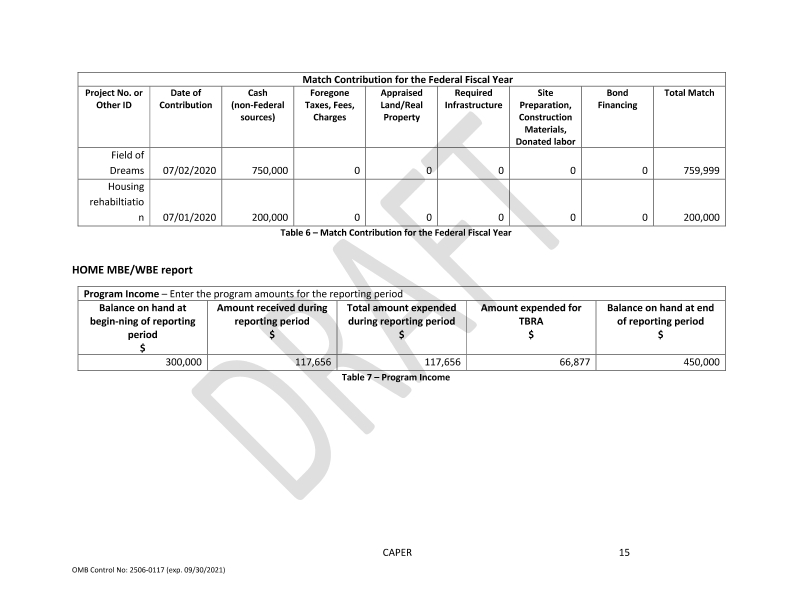 Match Contribution for the Federal Fiscal Year
Project No. or Other ID | Date of Contribution | Cash (non-Federal sources) | Foregone Taxes, Fees, Charges | Appraised Land/Real Property | Required Infrastructure | Site Preparation, Construction Materials, Donated labor | Bond Financing | Total Match
Field of Dreams | 07/02/2020 | 750,000 | 0 | 0 | 0 | 0 | 0 | 759,999
Housing rehabiltiatio n | 07/01/2020 | 200,000 | 0 | 0 | 0 | 0 | 0 | 200,000
Table 6 – Match Contribution for the Federal Fiscal Year
HOME MBE/WBE report
Program Income – Enter the program amounts for the reporting period
Balance on hand at begin-ning of reporting period $ | Amount received during reporting period $ | Total amount expended during reporting period $ | Amount expended for TBRA $ | Balance on hand at end of reporting period $
300,000 | 117,656 | 117,656 | 66,877 | 450,000
Table 7 – Program Income
DRAFT
CAPER 15
OMB Control No: 2506-0117 (exp. 09/30/2021)